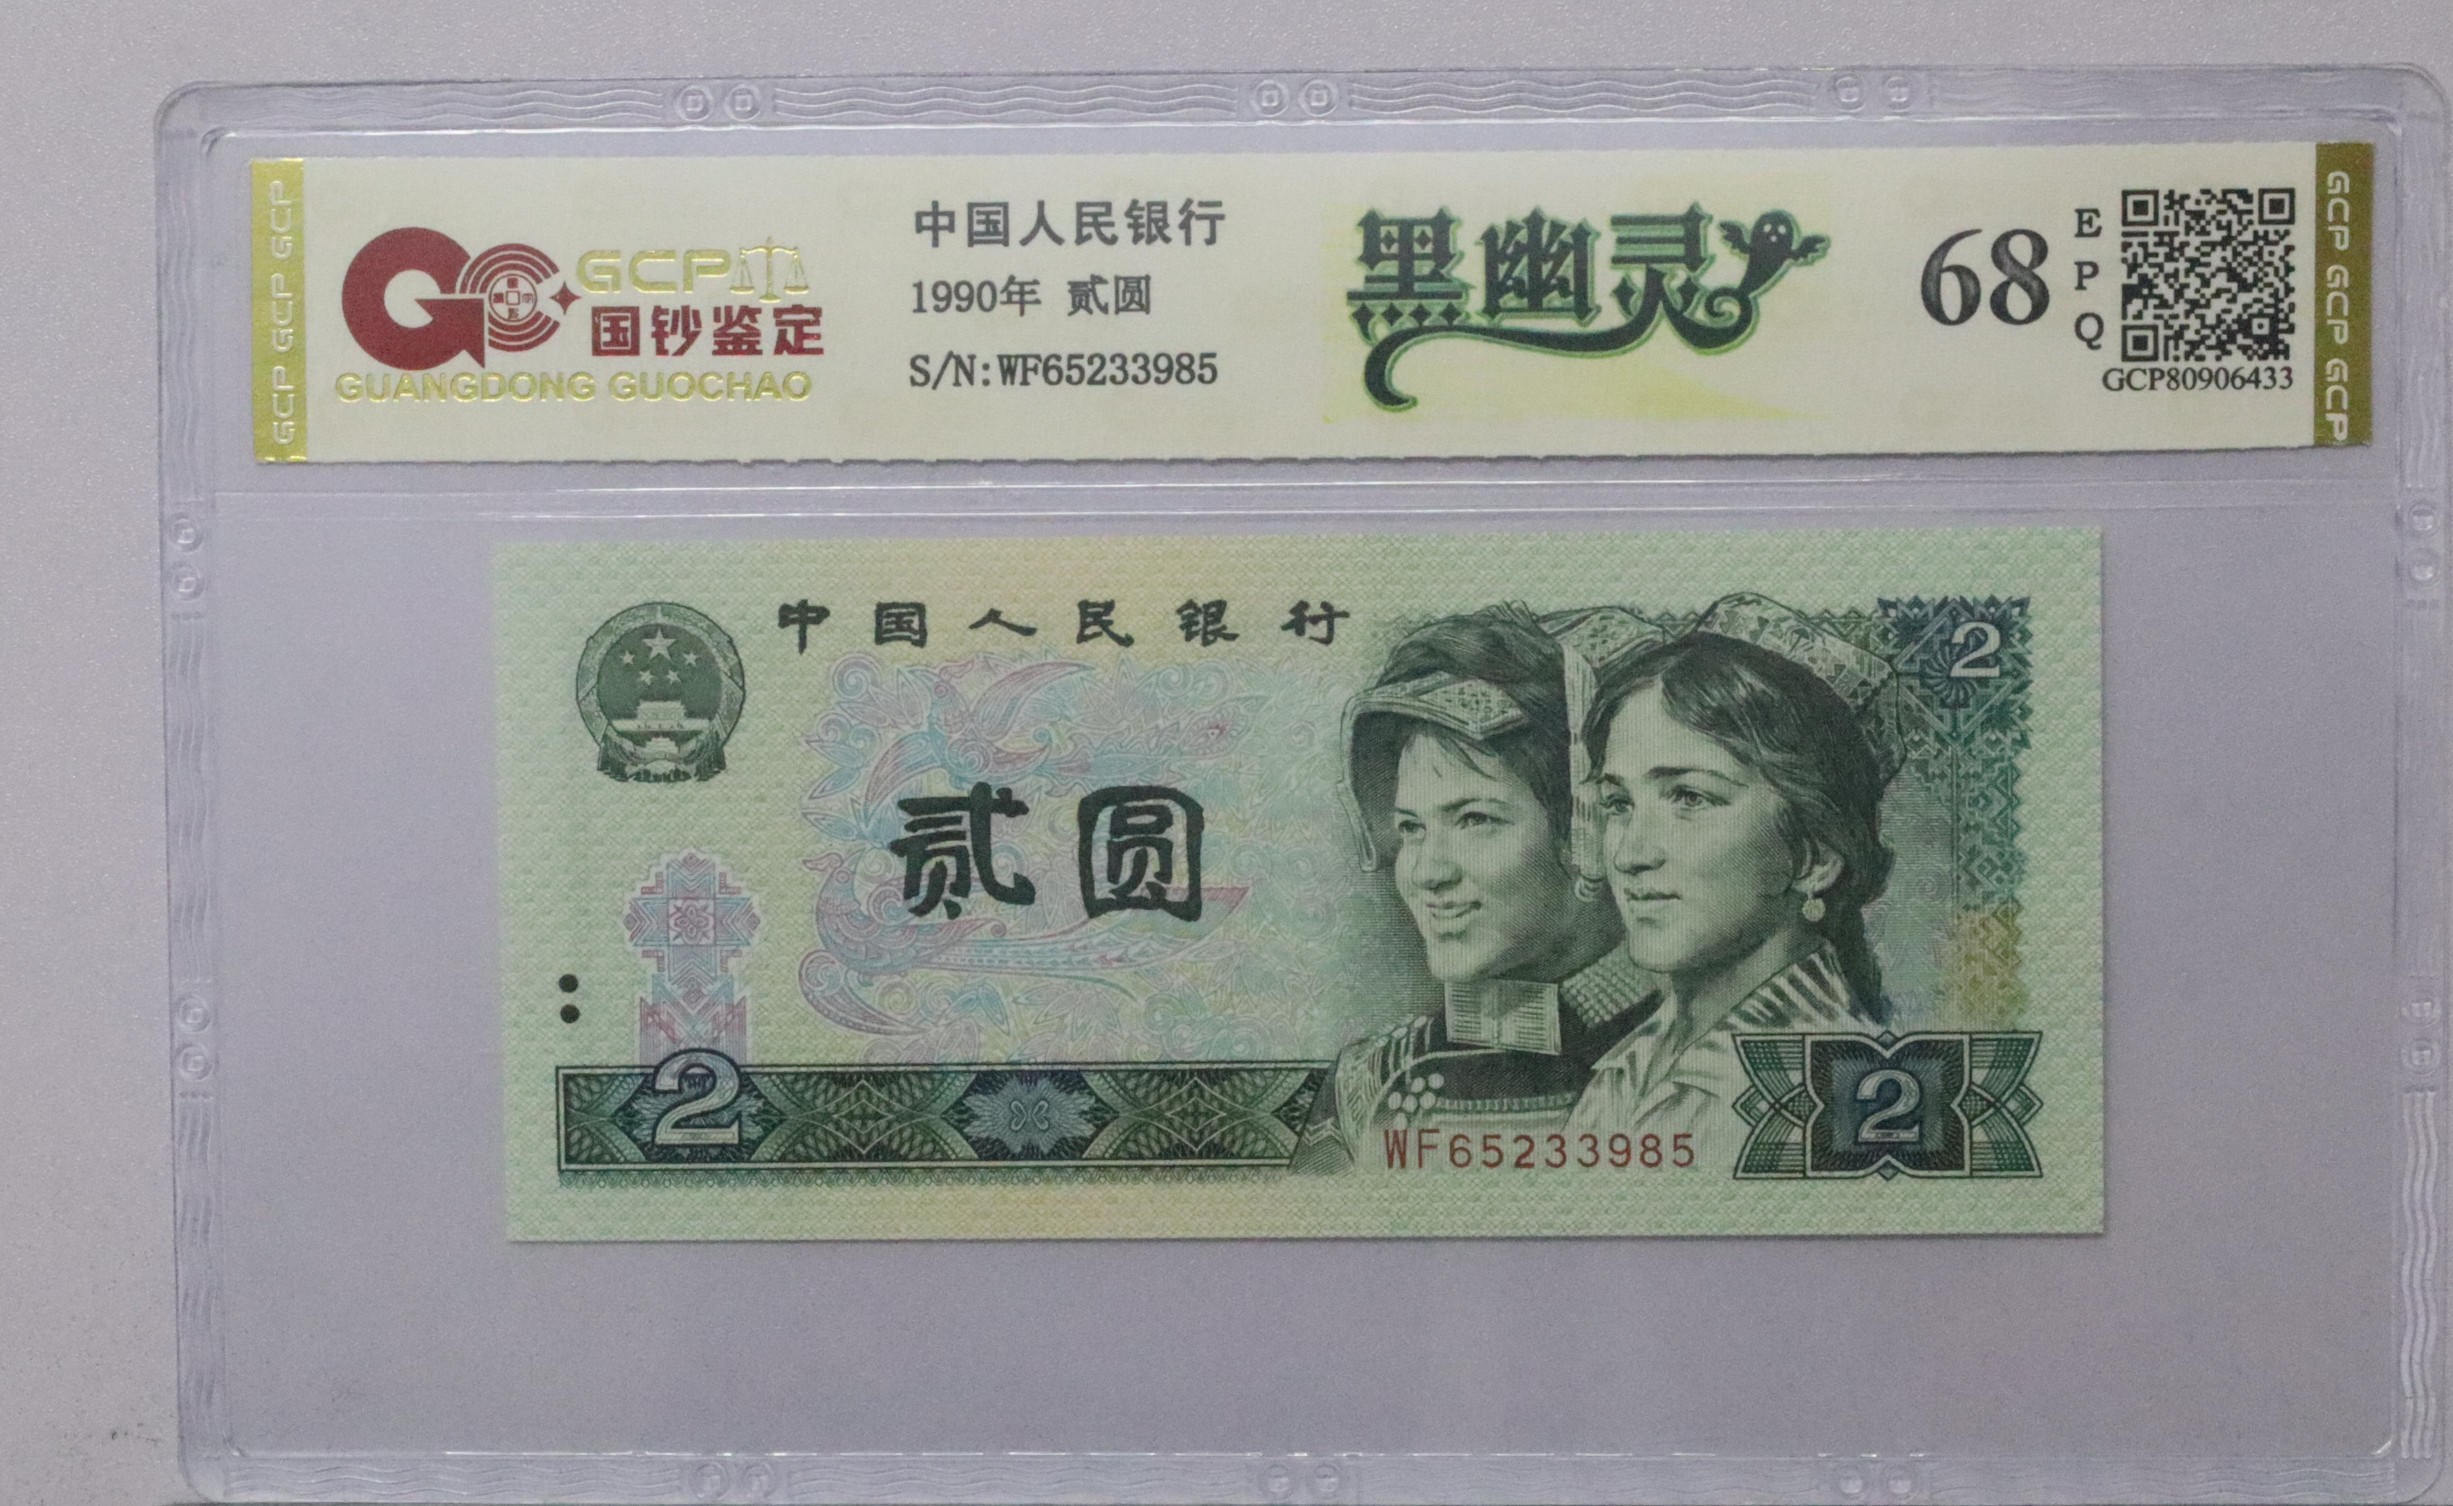 GCP GCP GCP
GCP
国钞鉴定
GUANGDONG GUOCHAO
中国人民银行
1990年 贰圆
S/N:WF65233985
黑幽灵
68
E
P
Q
GCP80906433
GCP GCP GCP
中国人民银行
2
贰圆
2
WF65233985
2